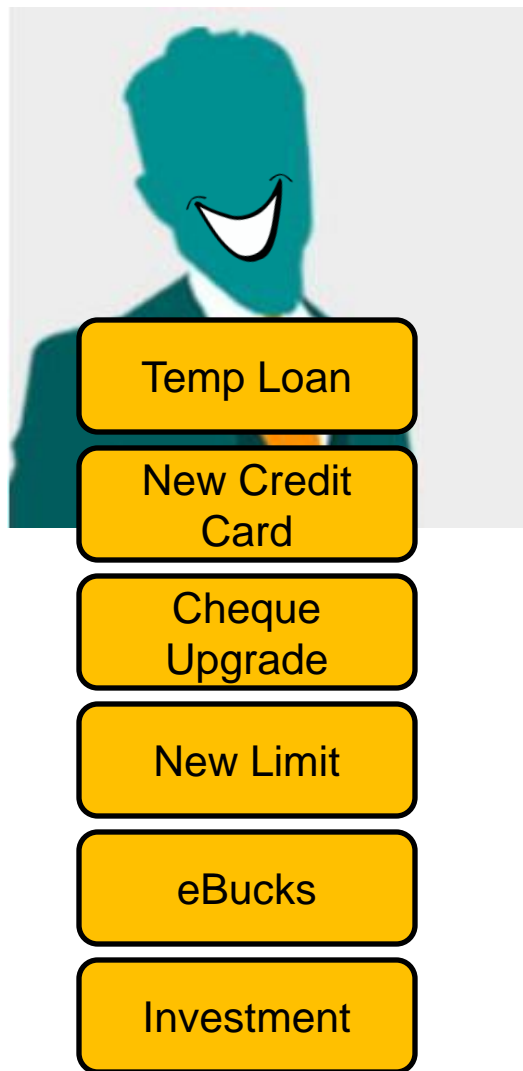 Temp Loan
New Credit
Card
Cheque
Upgrade
New Limit
eBucks
Investment